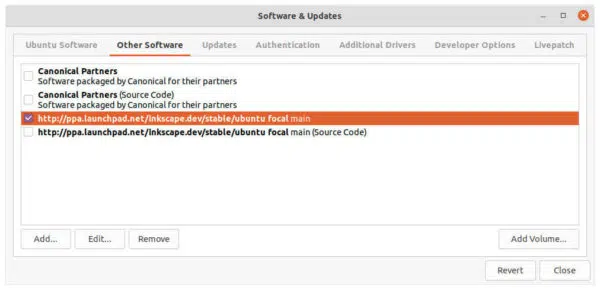 Software & Updates
Ubuntu Software Other Software Updates Authentication Additional Drivers Developer Options Livepatch
Canonical Partners
Software packaged by Canonical for their partners
Canonical Partners (Source Code)
Software packaged by Canonical for their partners
http://ppa.launchpad.net/inkscape.dev/stable/ubuntu focal main
http://ppa.launchpad.net/inkscape.dev/stable/ubuntu focal main (Source Code)
Add... Edit... Remove Add Volume...
Revert Close